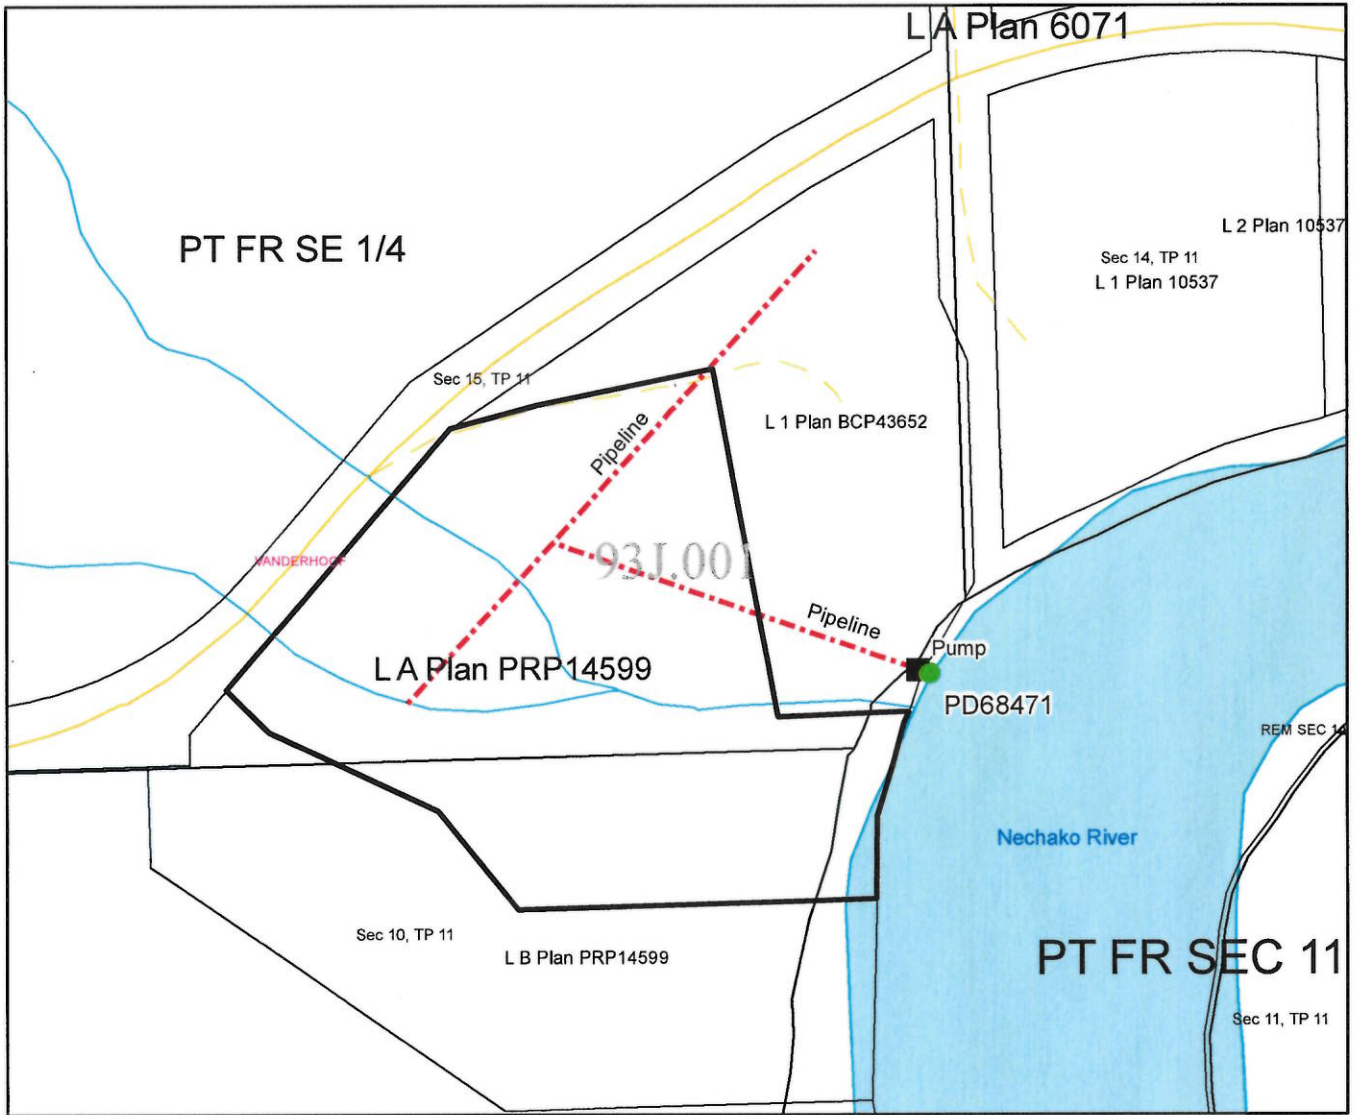 L A Plan 6071
PT FR SE 1/4
L 2 Plan 10537
Sec 14, TP 11
L 1 Plan 10537
Sec 15, TP 11
L 1 Plan BCP43652
Pipeline
93J.001
VANDERHOOF
Pipeline
Pump
L A Plan PRP14599
PD68471
REM SEC 14
Nechako River
Sec 10, TP 11
L B Plan PRP14599
PT FR SEC 11
Sec 11, TP 11